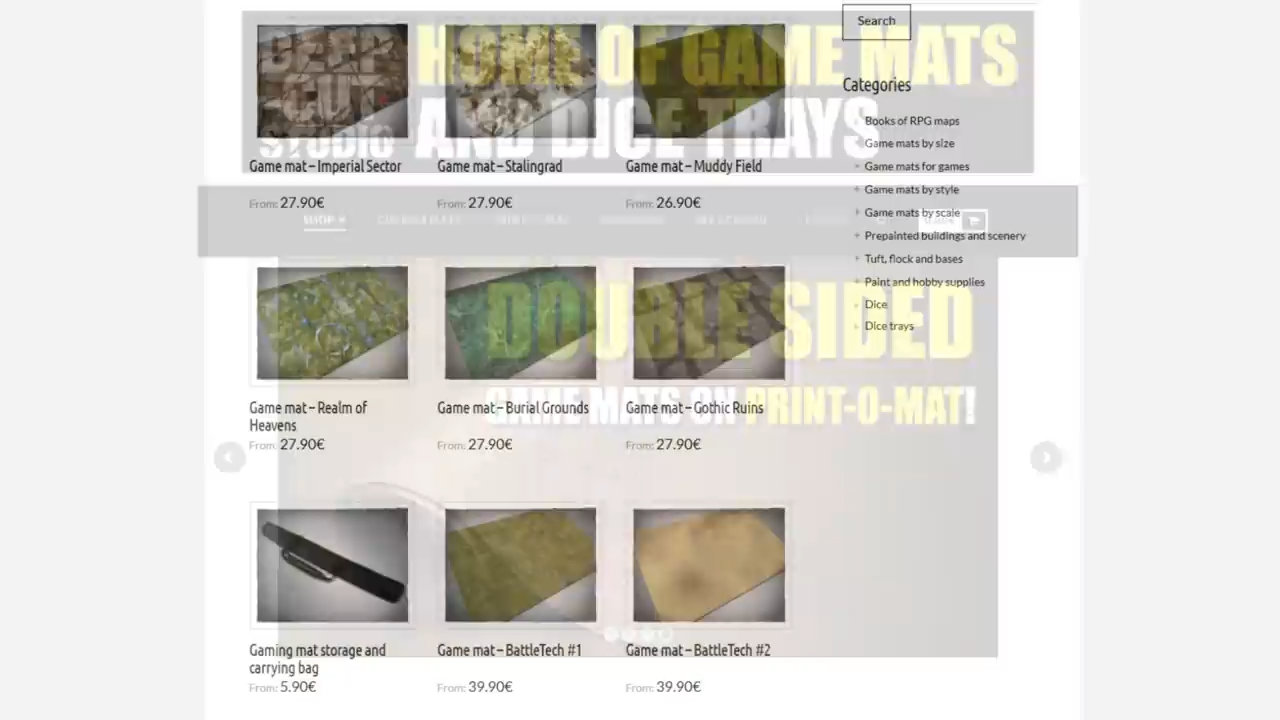 DEEP
CUT
STUDIO
HOME OF GAME MATS
AND DICE TRAYS
Search
Categories
Books of RPG maps
Game mats by size
Game mats for games
Game mats by style
Game mats by scale
Prepainted buildings and scenery
Tuft, flock and bases
Paint and hobby supplies
Dice
Dice trays
Game mat – Imperial Sector
From: 27.90€
Game mat – Stalingrad
From: 27.90€
Game mat – Muddy Field
From: 26.90€
SHOP
DOUBLE SIDED
GAME MATS ON PRINT-O-MAT!
Game mat – Realm of
Heavens
From: 27.90€
Game mat – Burial Grounds
From: 27.90€
Game mat – Gothic Ruins
From: 27.90€
Gaming mat storage and
carrying bag
From: 5.90€
Game mat – BattleTech #1
From: 39.90€
Game mat – BattleTech #2
From: 39.90€